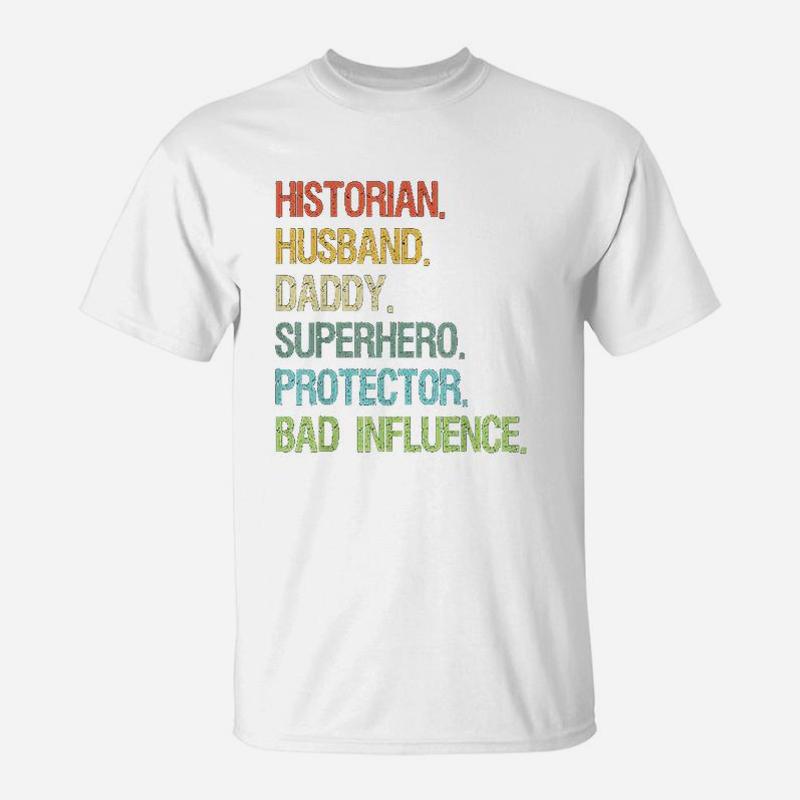 HISTORIAN.
HUSBAND.
DADDY.
SUPERHERO.
PROTECTOR.
BAD INFLUENCE.